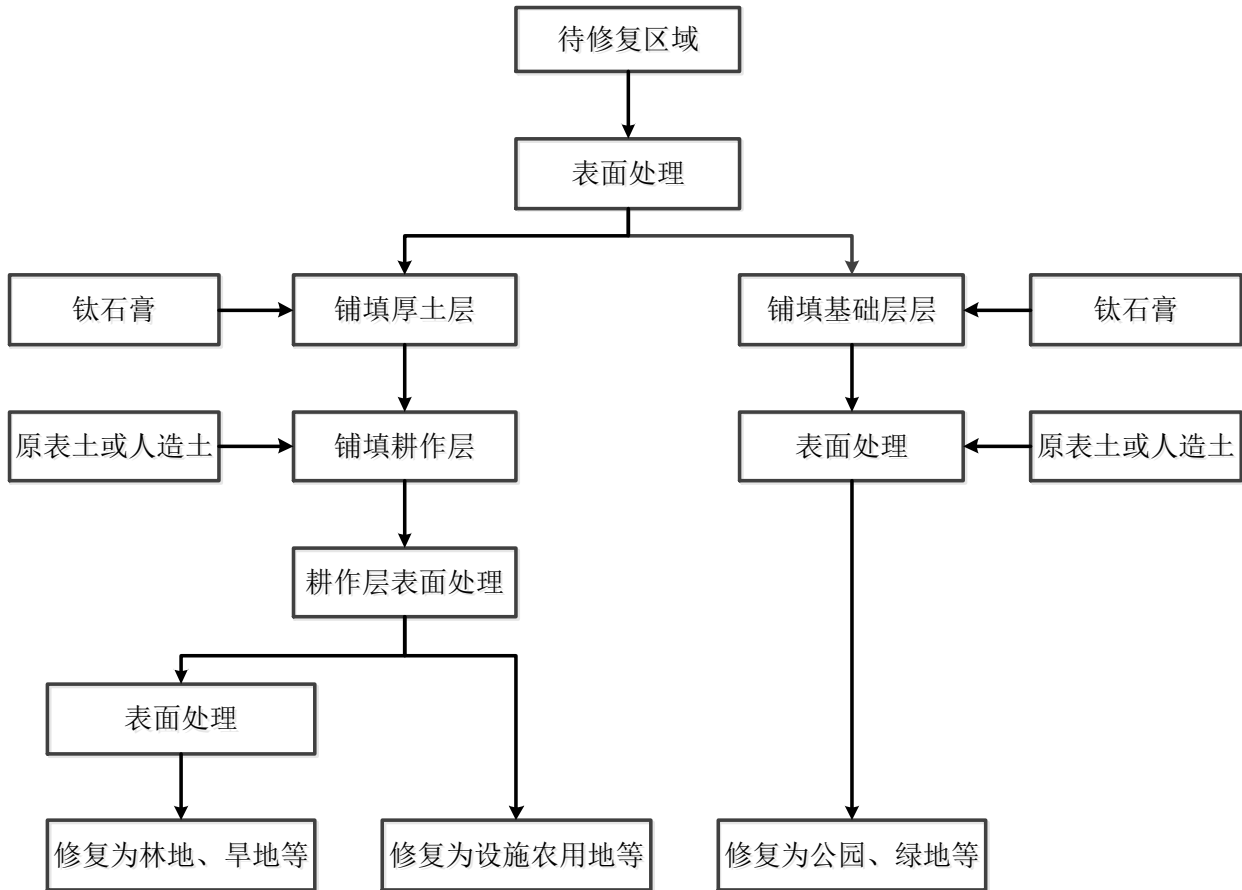 待修复区域
表面处理
钛石膏
铺填厚土层
铺填基础层层
钛石膏
原表土或人造土
铺填耕作层
表面处理
原表土或人造土
耕作层表面处理
表面处理
修复为林地、旱地等
修复为设施农用地等
修复为公园、绿地等